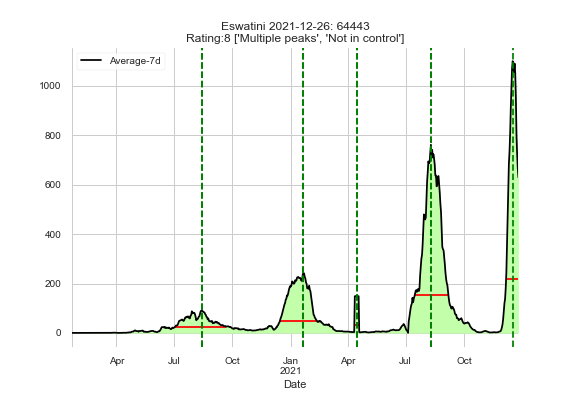 Eswatini 2021-12-26: 64443
Rating:8 ['Multiple peaks', 'Not in control']
Average-7d
1000
800
600
400
200
0
Apr Jul Oct Jan Apr Jul Oct
2021
Date